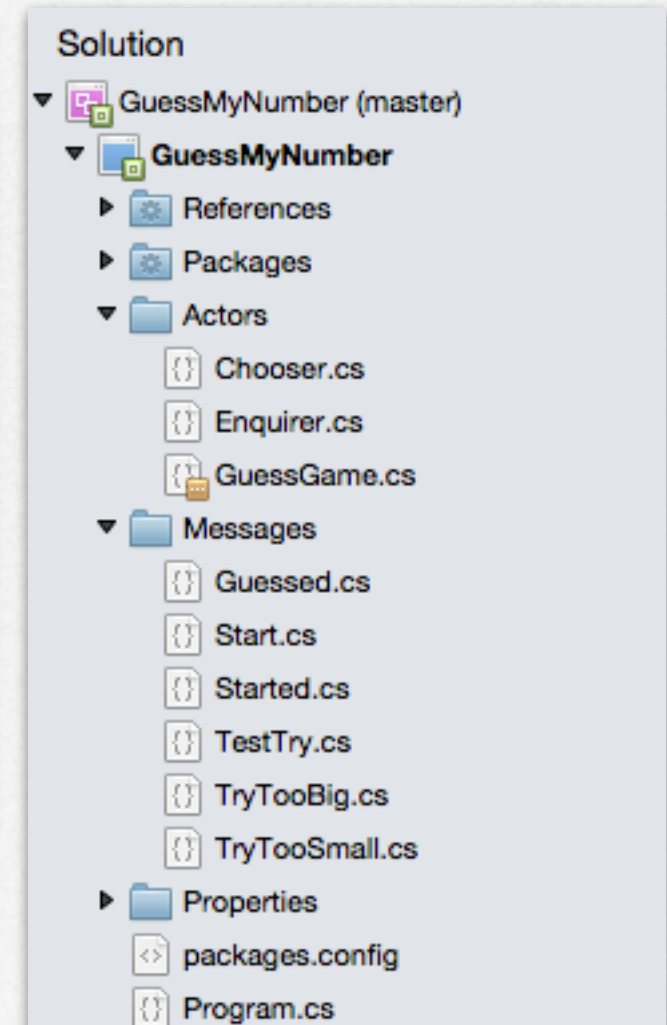 Solution
GuessMyNumber (master)
GuessMyNumber
References
Packages
Actors
Chooser.cs
Enquirer.cs
GuessGame.cs
Messages
Guessed.cs
Start.cs
Started.cs
TestTry.cs
TryTooBig.cs
TryTooSmall.cs
Properties
packages.config
Program.cs